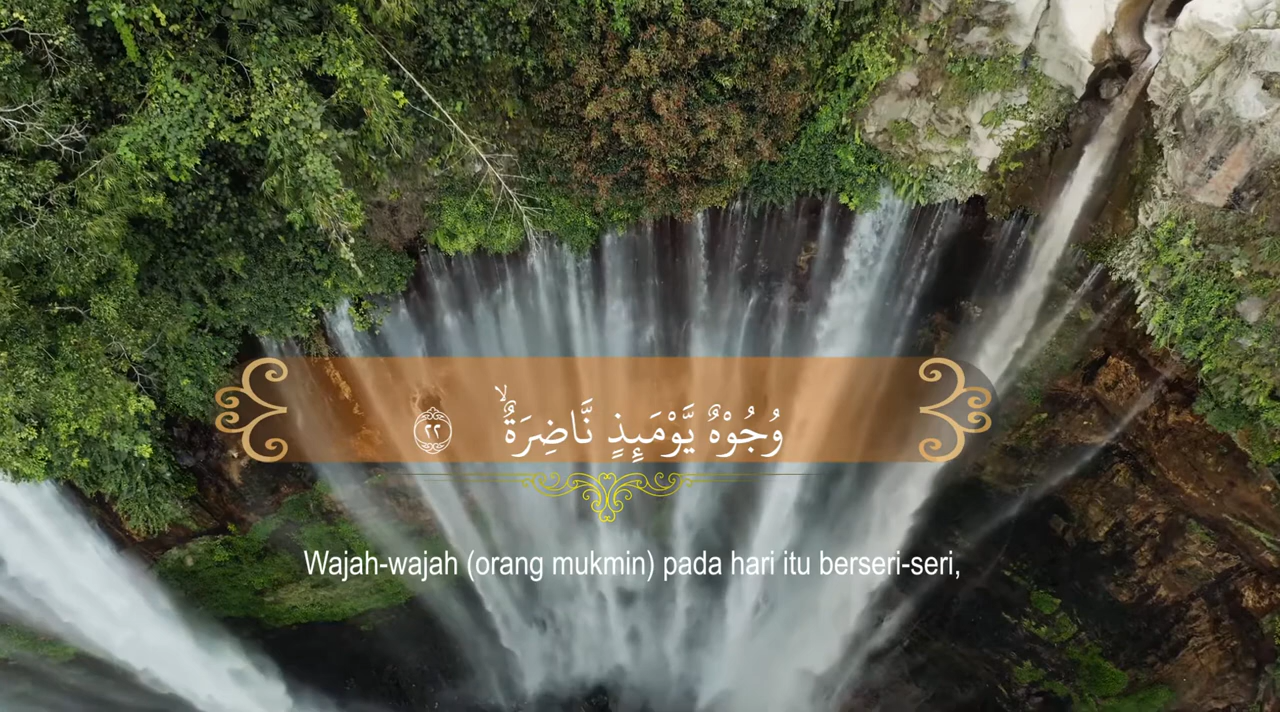 وُجُوْهٌ يَّوْمَىِٕذٍ نَّاضِرَةٌۙ ٢٢
Wajah-wajah (orang mukmin) pada hari itu berseri-seri,